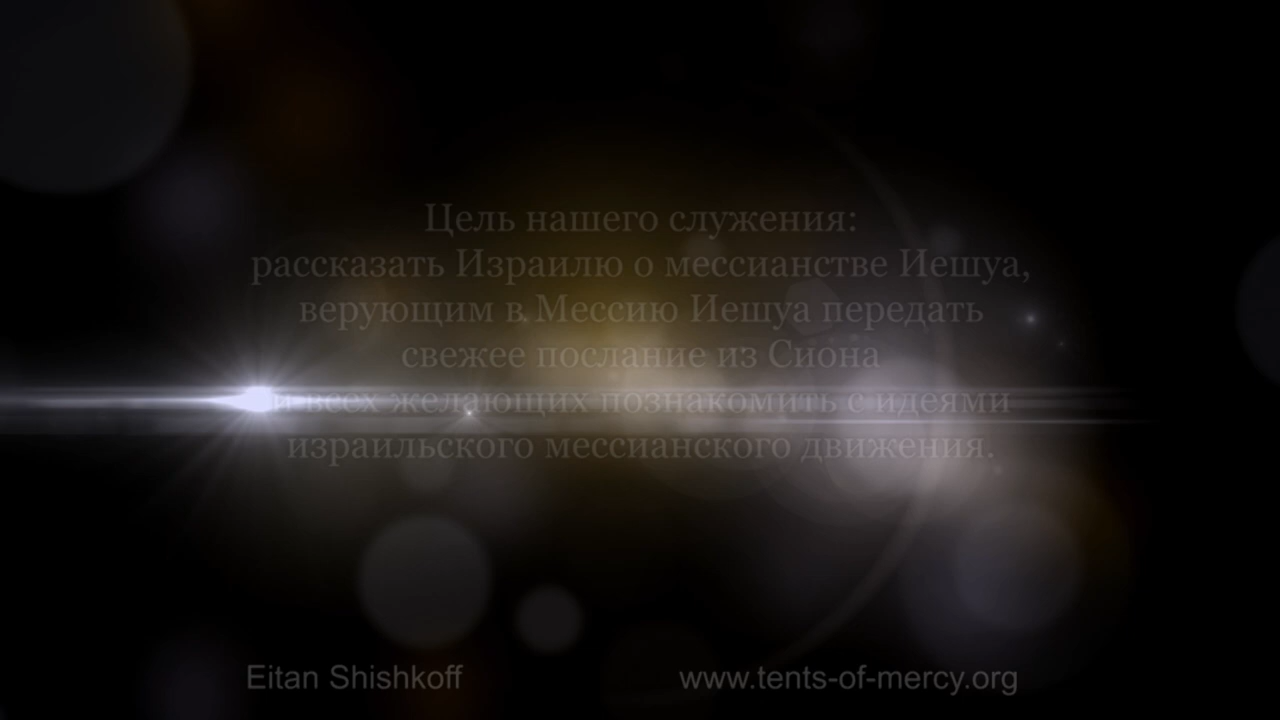 Цель нашего служения:
рассказать Израилю о мессианстве Иешуа,
верующим в Мессию Иешуа передать
свежее послание из Сиона
и всех желающих познакомить с идеями
израильского мессианского движения.
Eitan Shishkoff
www.tents-of-mercy.org